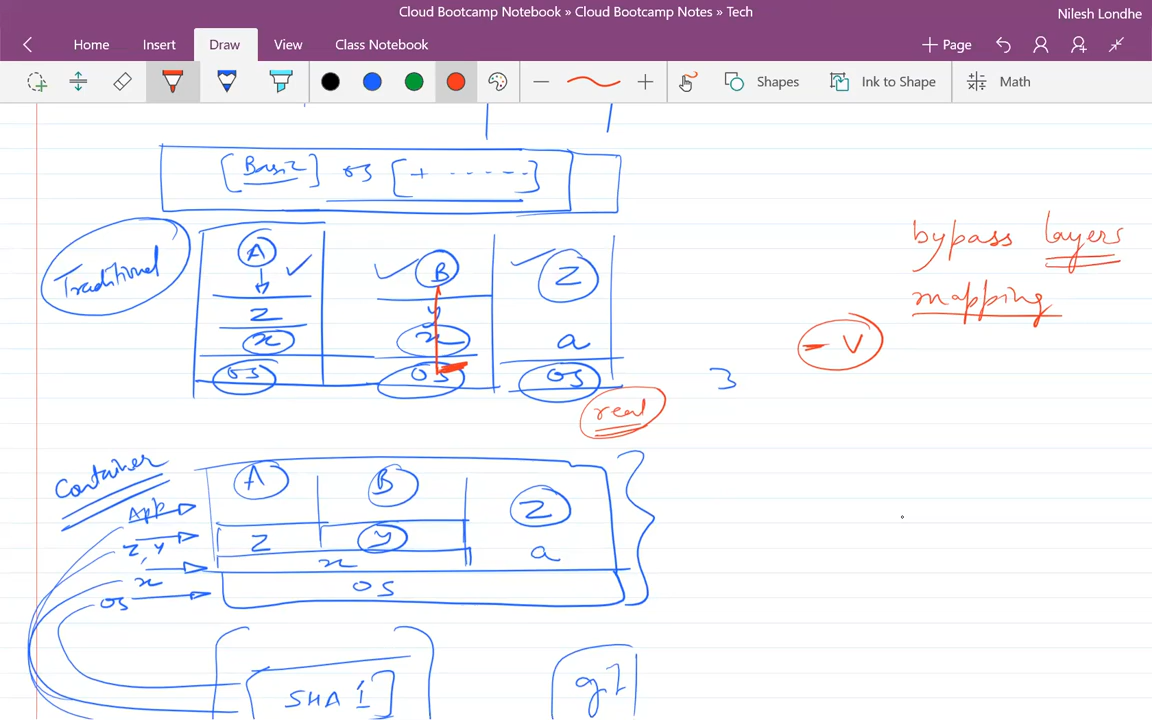 Cloud Bootcamp Notebook » Cloud Bootcamp Notes » Tech
Nilesh Londhe
Home Insert Draw View Class Notebook
Page
Shapes Ink to Shape Math
[Basic] OS [+ ------]
Traditional
A B Z
Z y
x x a
OS OS OS
real
3
bypass layers
mapping
- v
Container
A B Z
App
Z y a
Z, y
x
x
OS
OS
SHA 1